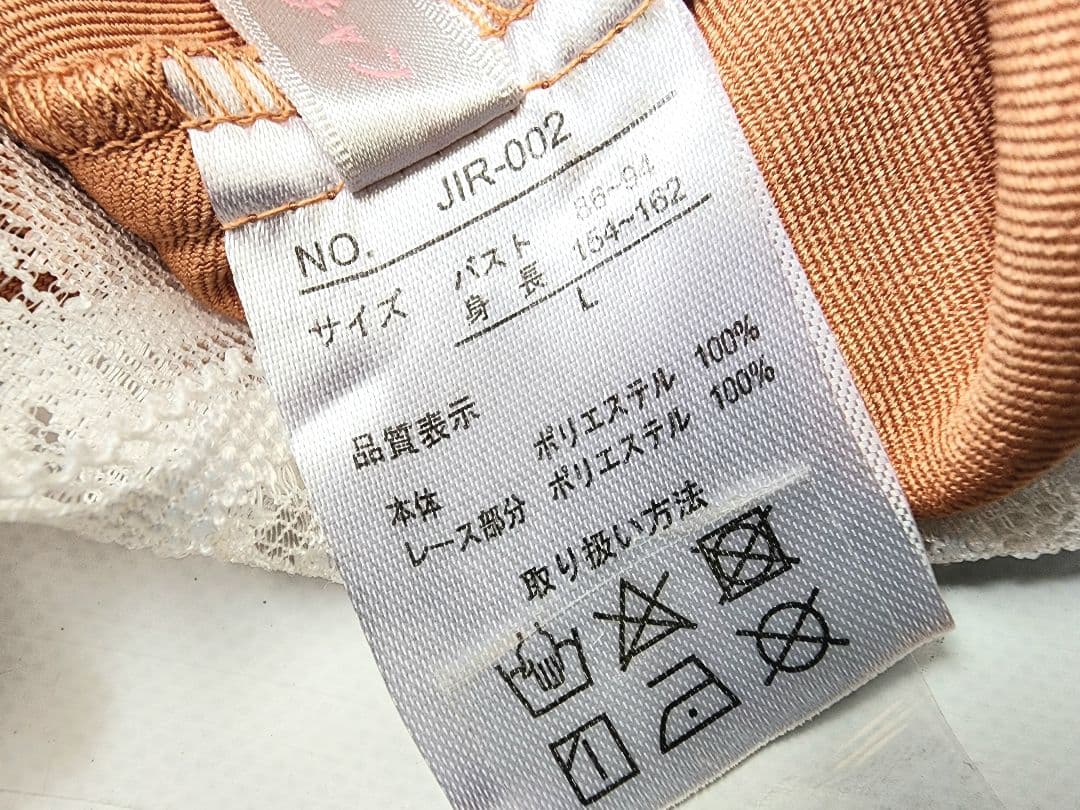 NO. JIR-002
サイズ バスト 86~94
身長 154~162
L
品質表示
本体 ポリエステル 100%
レース部分 ポリエステル 100%
取り扱い方法